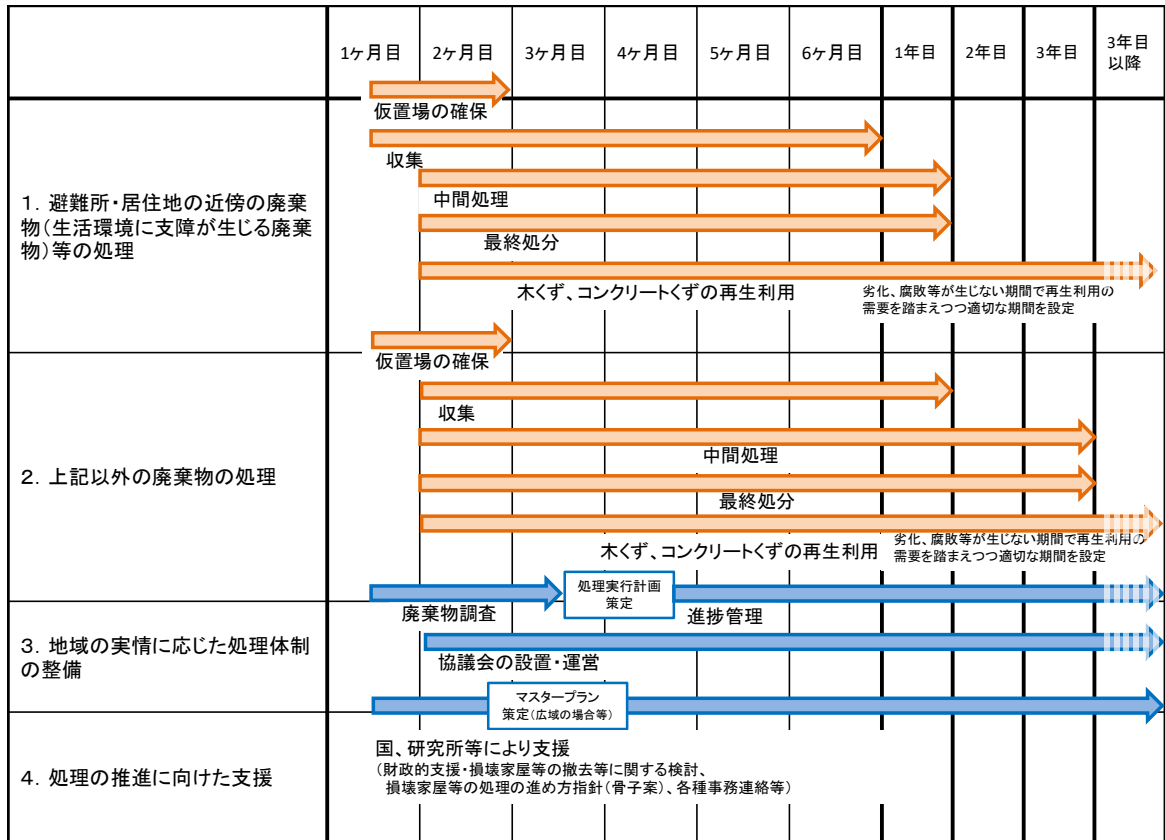 1ヶ月目
2ヶ月目
3ヶ月目
4ヶ月目
5ヶ月目
6ヶ月目
1年目
2年目
3年目
3年目
以降
1．避難所・居住地の近傍の廃棄
物(生活環境に支障が生じる廃棄
物)等の処理
仮置場の確保
収集
中間処理
最終処分
木くず、コンクリートくずの再生利用
劣化、腐敗等が生じない期間で再生利用の
需要を踏まえつつ適切な期間を設定
2．上記以外の廃棄物の処理
仮置場の確保
収集
中間処理
最終処分
木くず、コンクリートくずの再生利用
劣化、腐敗等が生じない期間で再生利用の
需要を踏まえつつ適切な期間を設定
3．地域の実情に応じた処理体制
の整備
廃棄物調査
処理実行計画
策定
進捗管理
協議会の設置・運営
マスタープラン
策定(広域の場合等)
4．処理の推進に向けた支援
国、研究所等により支援
(財政的支援・損壊家屋等の撤去等に関する検討、
損壊家屋等の処理の進め方指針(骨子案)、各種事務連絡等)